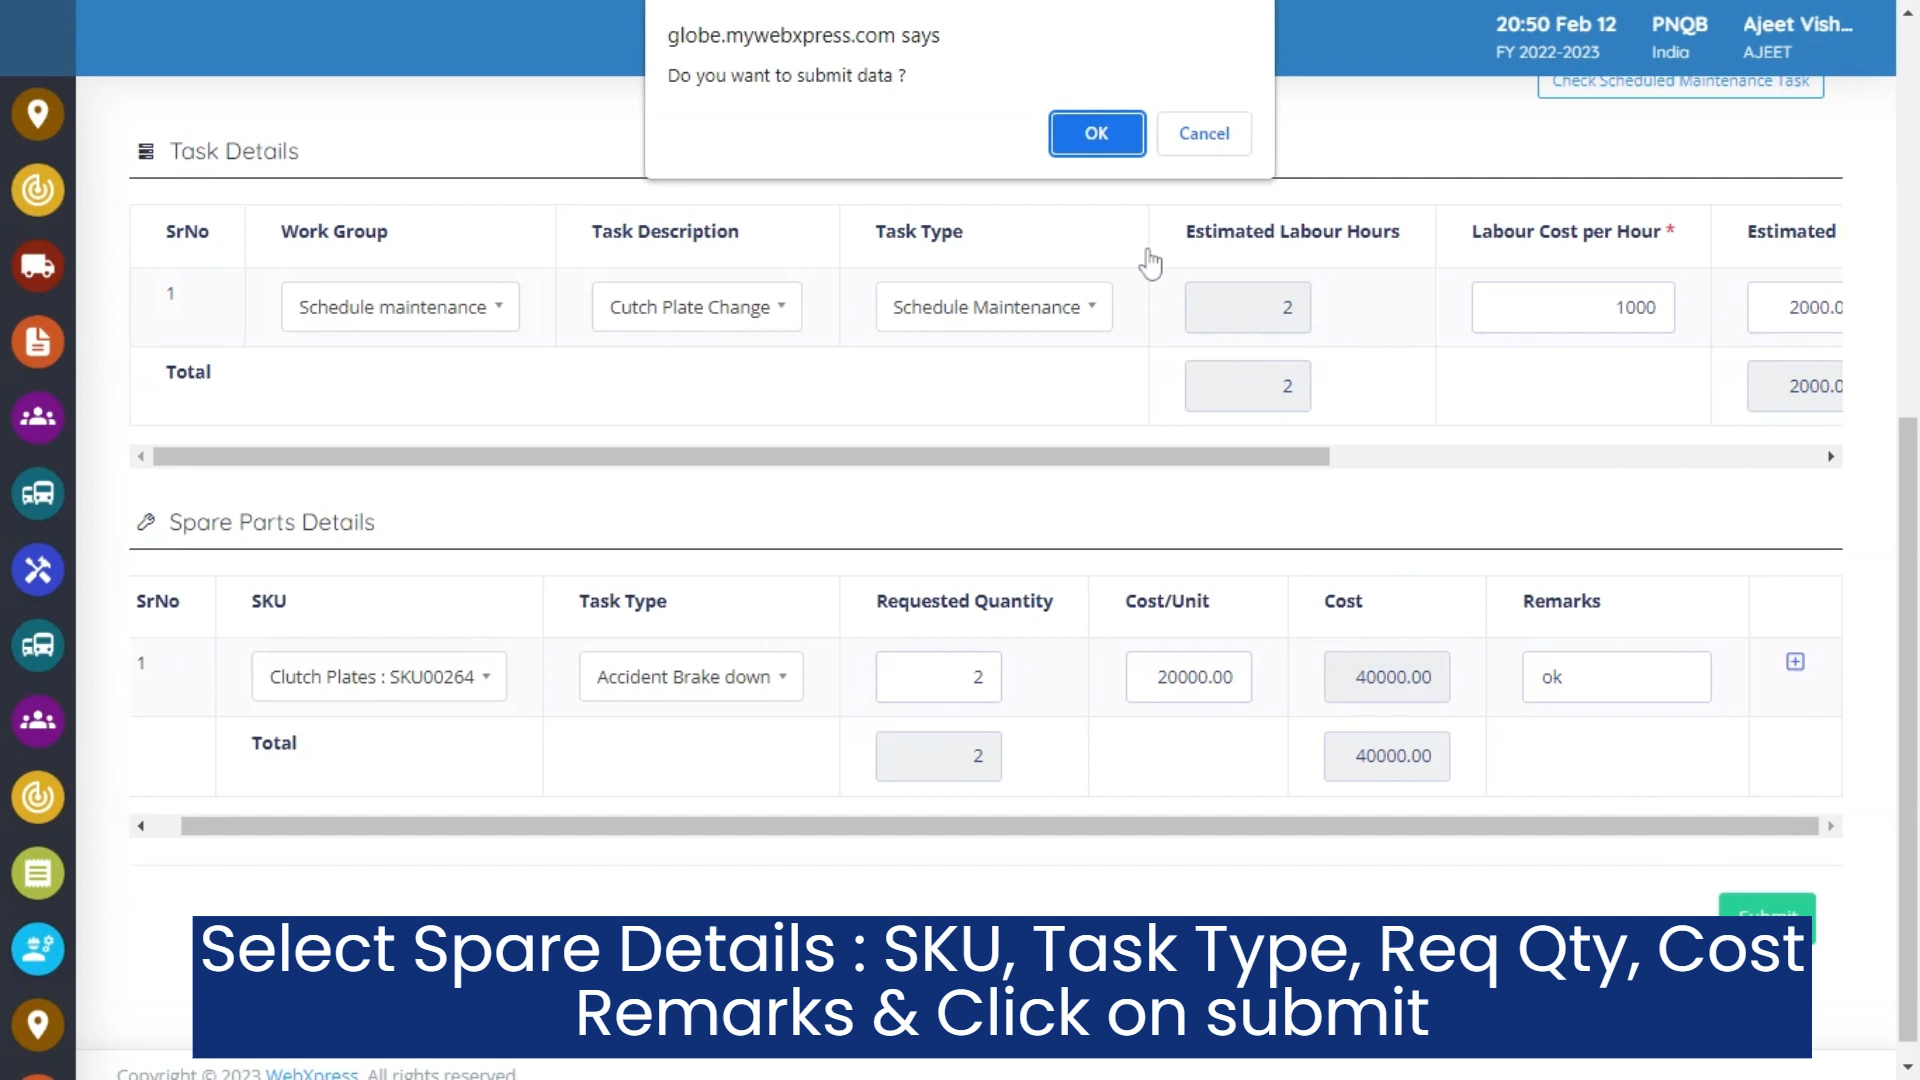 globe.mywebxpress.com says
Do you want to submit data ?
OK
Cancel
20:50 Feb 12
PNQB
Ajeet Vish...
FY 2022-2023
India
AJEET
Check Scheduled Maintenance Task
Task Details
SrNo
Work Group
Task Description
Task Type
Estimated Labour Hours
Labour Cost per Hour *
Estimated
1
Schedule maintenance
Cutch Plate Change
Schedule Maintenance
2
1000
2000.0
Total
2
2000.0
Spare Parts Details
SrNo
SKU
Task Type
Requested Quantity
Cost/Unit
Cost
Remarks
1
Clutch Plates : SKU00264
Accident Brake down
2
20000.00
40000.00
ok
Total
2
40000.00
Submit
Select Spare Details : SKU, Task Type, Req Qty, Cost
Remarks & Click on submit
Copyright © 2023 WebXpress. All rights reserved